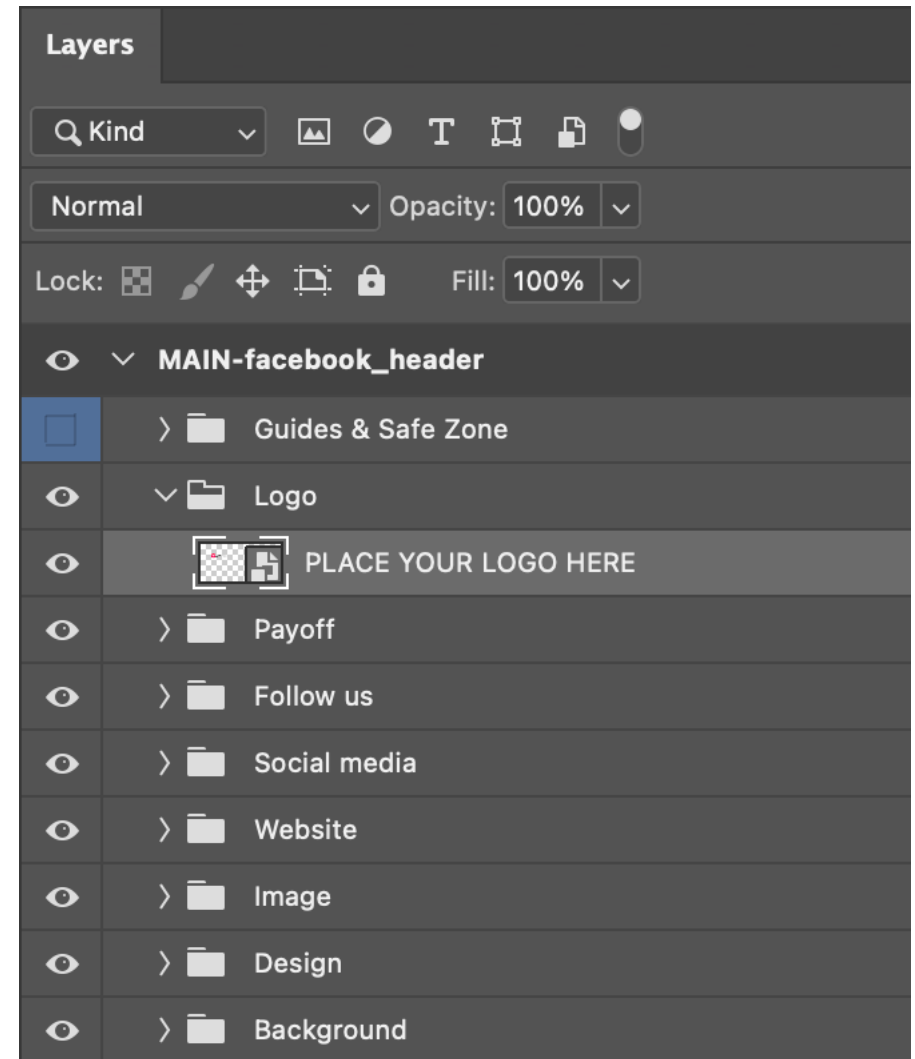 Layers
Kind
Normal Opacity: 100%
Lock: Fill: 100%
MAIN-facebook_header
Guides & Safe Zone
Logo
PLACE YOUR LOGO HERE
Payoff
Follow us
Social media
Website
Image
Design
Background